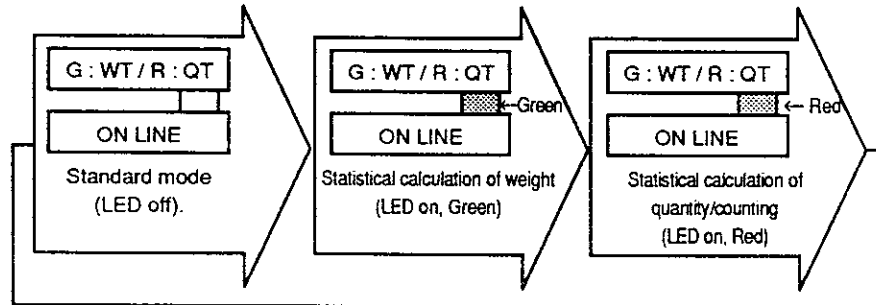 G : WT / R : QT
ON LINE
Standard mode
(LED off).
G : WT / R : QT
←Green
ON LINE
Statistical calculation of weight
(LED on, Green)
G : WT / R : QT
← Red
ON LINE
Statistical calculation of
quantity/counting
(LED on, Red)